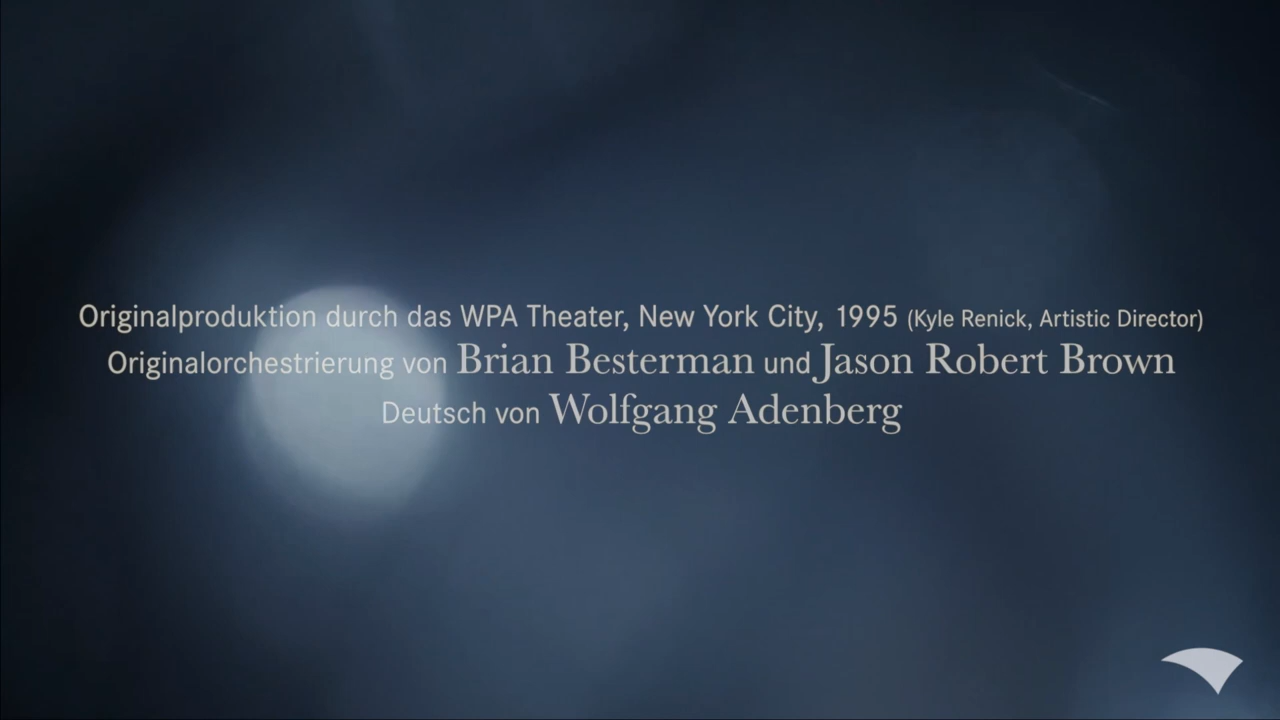 Originalproduktion durch das WPA Theater, New York City, 1995 (Kyle Renick, Artistic Director)
Originalorchestrierung von Brian Besterman und Jason Robert Brown
Deutsch von Wolfgang Adenberg